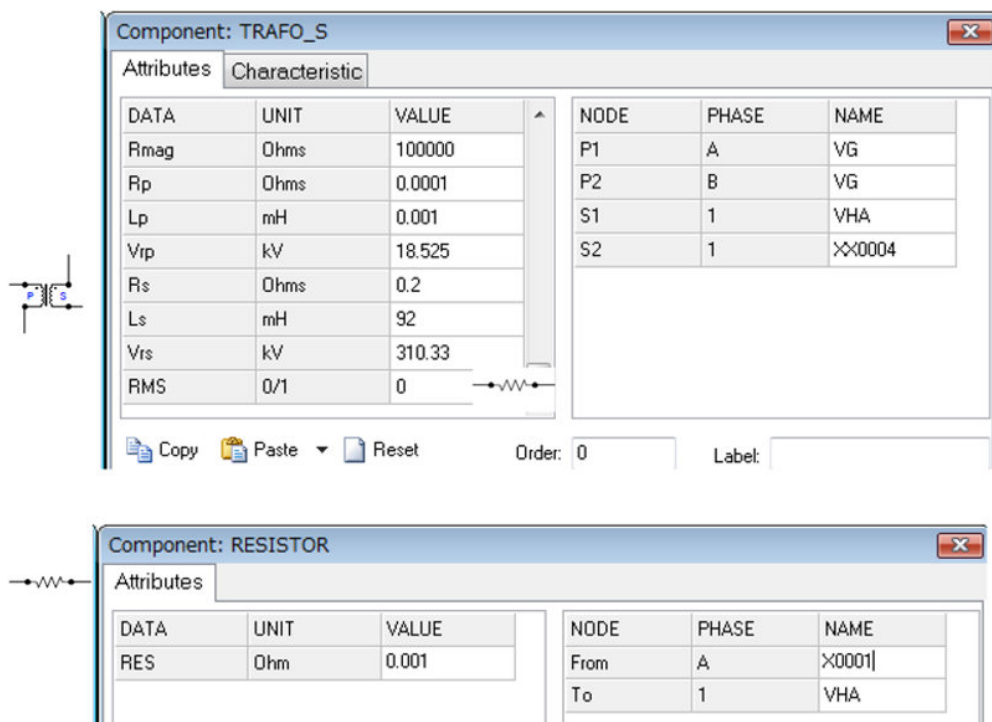 Component: TRAFO_S
Attributes Characteristic
DATA UNIT VALUE NODE PHASE NAME
Rmag Ohms 100000 P1 A VG
Rp Ohms 0.0001 P2 B VG
Lp mH 0.001 S1 1 VHA
Vrp kV 18.525 S2 1 XX0004
Rs Ohms 0.2
P S
Ls mH 92
Vrs kV 310.33
RMS 0/1 0
Copy Paste Reset Order: 0 Label:
Component: RESISTOR
Attributes
DATA UNIT VALUE NODE PHASE NAME
RES Ohm 0.001 From A X0001
To 1 VHA